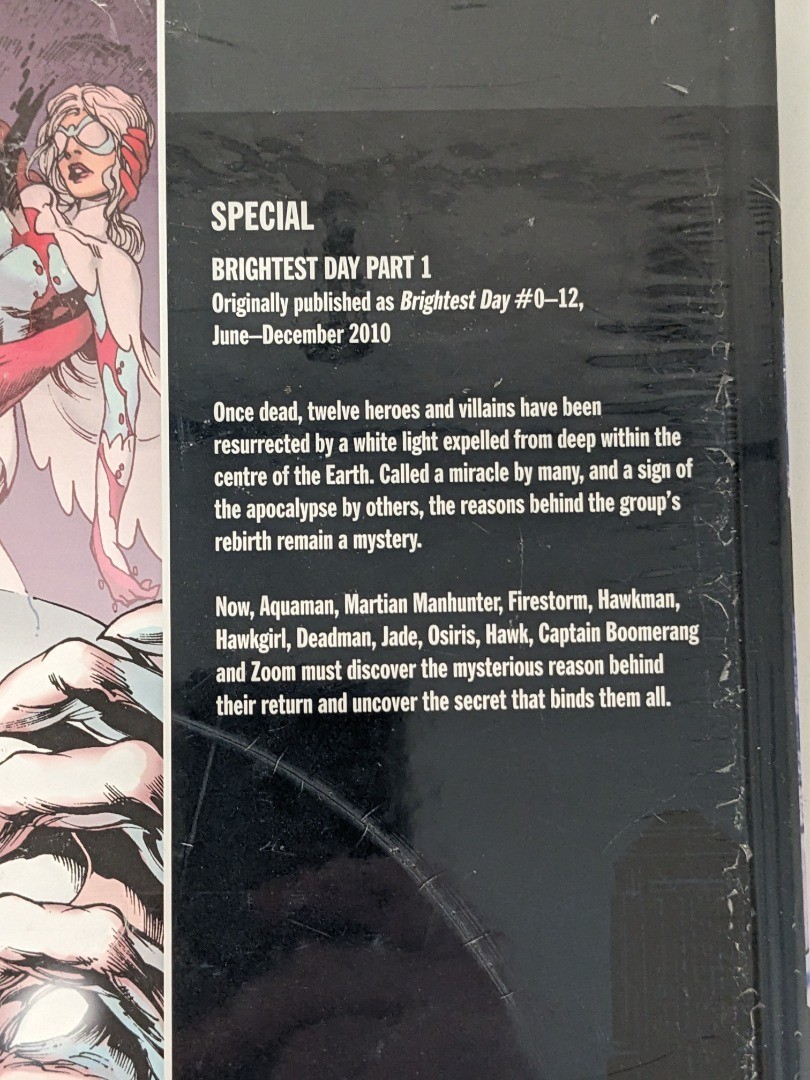 SPECIAL
BRIGHTEST DAY PART 1
Originally published as Brightest Day #0–12,
June–December 2010
Once dead, twelve heroes and villains have been
resurrected by a white light expelled from deep within the
centre of the Earth. Called a miracle by many, and a sign of
the apocalypse by others, the reasons behind the group's
rebirth remain a mystery.
Now, Aquaman, Martian Manhunter, Firestorm, Hawkman,
Hawkgirl, Deadman, Jade, Osiris, Hawk, Captain Boomerang
and Zoom must discover the mysterious reason behind
their return and uncover the secret that binds them all.